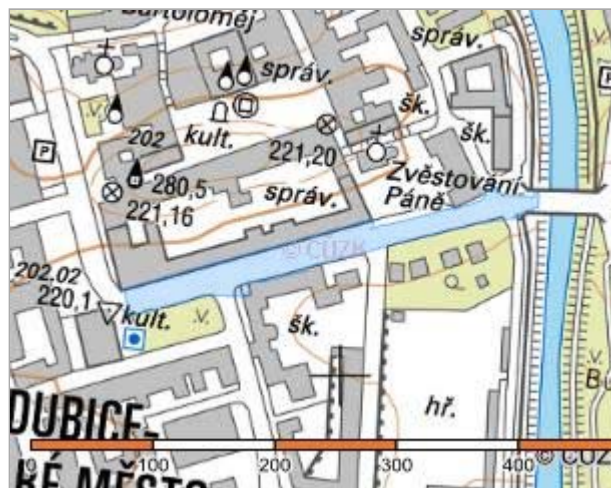 Bartoloměj
správ.
správ.
V.
202
kult.
P
šk.
šk.
P
221,20
280,5
221,16
správ.
Zvěstování
Páně
© ČÚZK
202.02
220,1
kult.
V.
šk.
V.
B
hř.
DUBICE-
RÉ MĚSTO
0 100 200 300 400
© ČÚZK